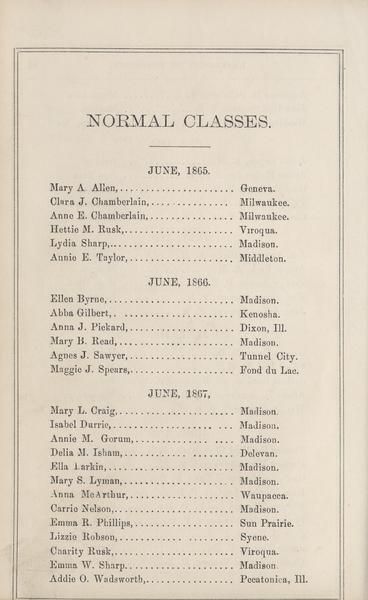 NORMAL CLASSES.
JUNE, 1865.
Mary A. Allen,...................... Geneva.
Clara J. Chamberlain,............... Milwaukee.
Anne E. Chamberlain,................ Milwaukee.
Hettie M. Rusk,..................... Viroqua.
Lydia Sharp,........................ Madison.
Annie E. Taylor,.................... Middleton.
JUNE, 1866.
Ellen Byrne,........................ Madison.
Abba Gilbert,. ..................... Kenosha.
Anna J. Pickard,.................... Dixon, Ill.
Mary B. Read,....................... Madison.
Agnes J. Sawyer,.................... Tunnel City.
Maggie J. Spears,................... Fond du Lac.
JUNE, 1867,
Mary L. Craig,...................... Madison.
Isabel Durrie,................. .... Madison.
Annie M. Gorum,.............. ...... Madison.
Delia M. Isham,.......... .......... Delevan.
Ella Larkin,........................ Madison.
Mary S. Lyman,...................... Madison.
Anna McArthur,...................... Waupacca.
Carrie Nelson,...................... Madison.
Emma R. Phillips,................... Sun Prairie.
Lizzie Robson,........... .......... Syene.
Charity Rusk,....................... Viroqua.
Emma W. Sharp....................... Madison
Addie O. Wadsworth,................. Pecatonica, Ill.